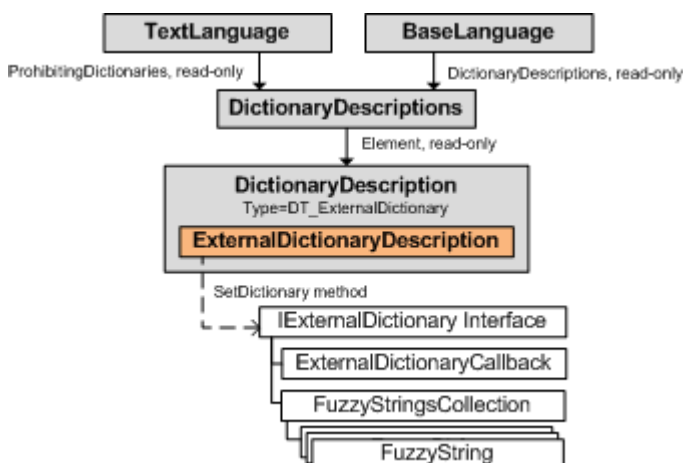 TextLanguage
BaseLanguage
ProhibitingDictionaries, read-only
DictionaryDescriptions, read-only
DictionaryDescriptions
Element, read-only
DictionaryDescription
Type=DT_ExternalDictionary
ExternalDictionaryDescription
SetDictionary method
IExternalDictionary Interface
ExternalDictionaryCallback
FuzzyStringsCollection
FuzzyString